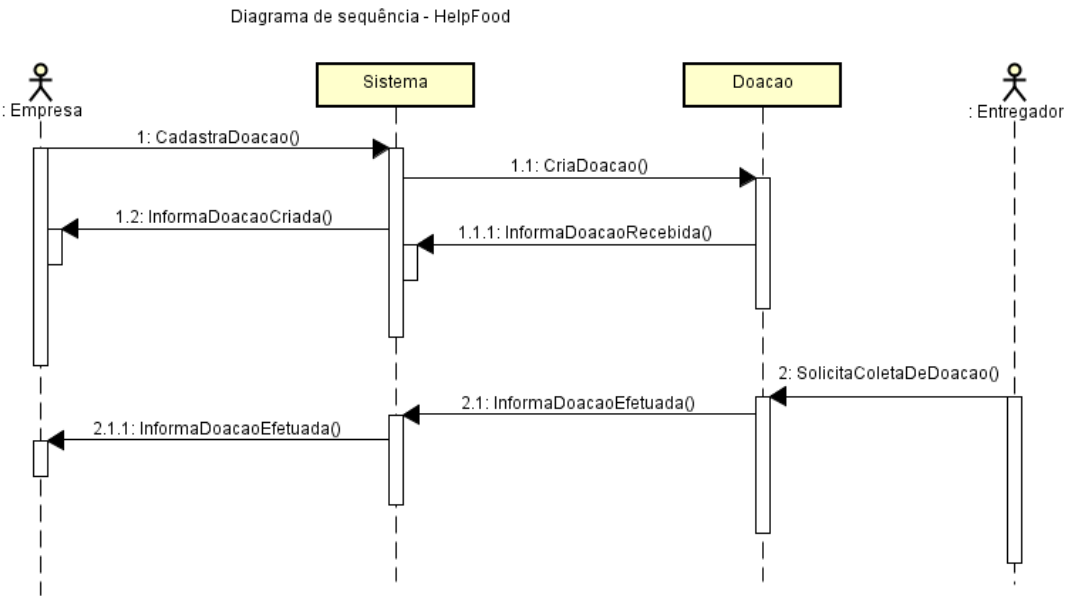 Diagrama de sequência - HelpFood
: Empresa
Sistema
Doacao
: Entregador
1: CadastraDoacao()
1.1: CriaDoacao()
1.2: InformaDoacaoCriada()
1.1.1: InformaDoacaoRecebida()
2: SolicitaColetaDeDoacao()
2.1: InformaDoacaoEfetuada()
2.1.1: InformaDoacaoEfetuada()